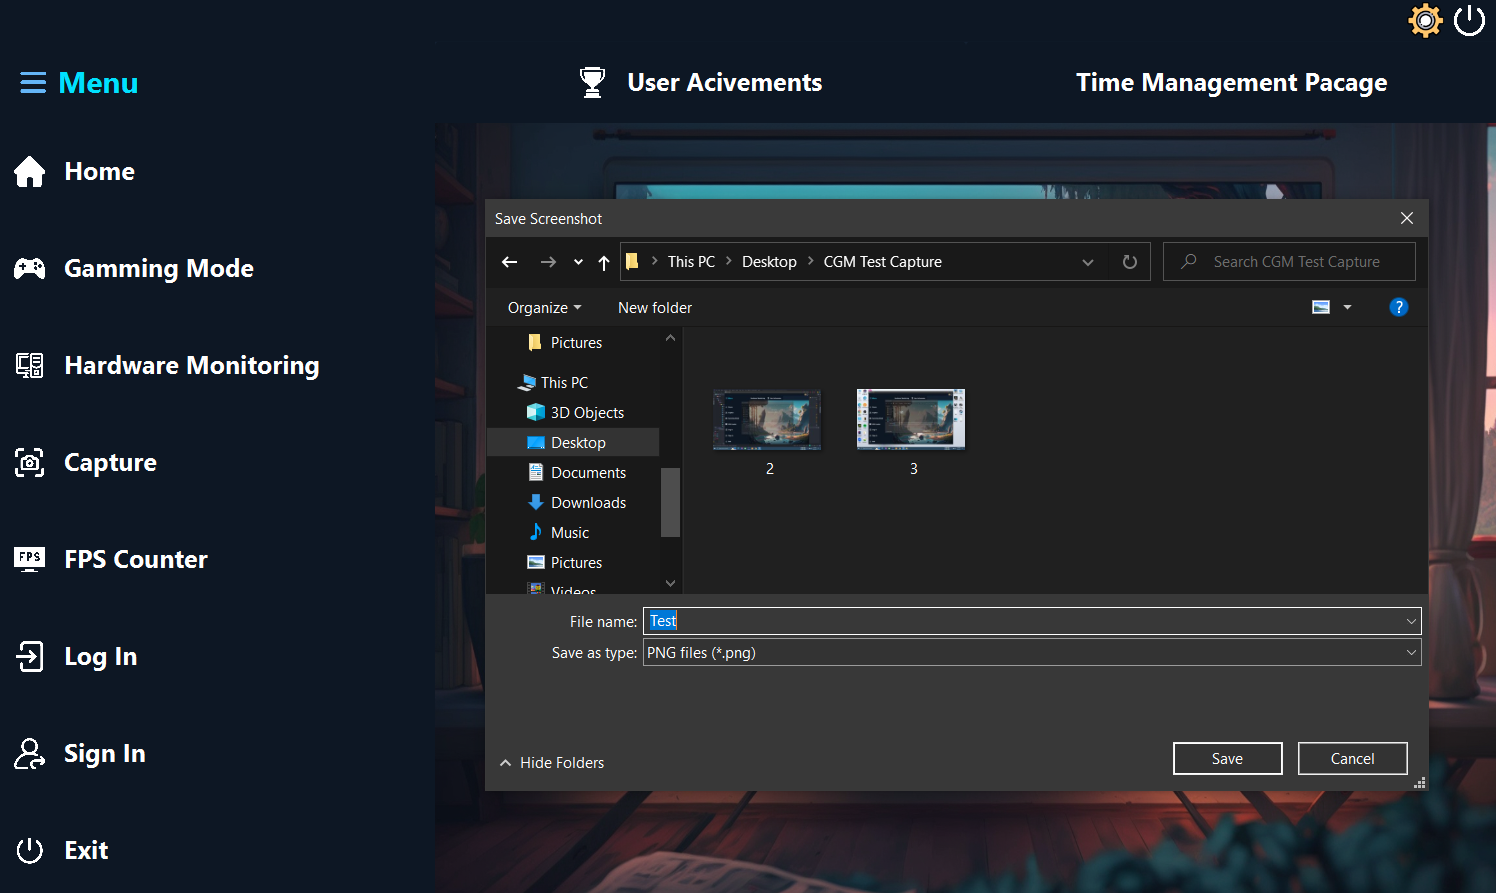 Menu
User Acivements
Time Management Pacage
Home
Gamming Mode
Hardware Monitoring
Capture
FPS
FPS Counter
Log In
Sign In
Exit
Save Screenshot
This PC
Desktop
CGM Test Capture
Search CGM Test Capture
Organize
New folder
?
Pictures
This PC
3D Objects
Desktop
Documents
Downloads
Music
Pictures
Videos
2
3
File name:
Test
Save as type:
PNG files (*.png)
Hide Folders
Save
Cancel